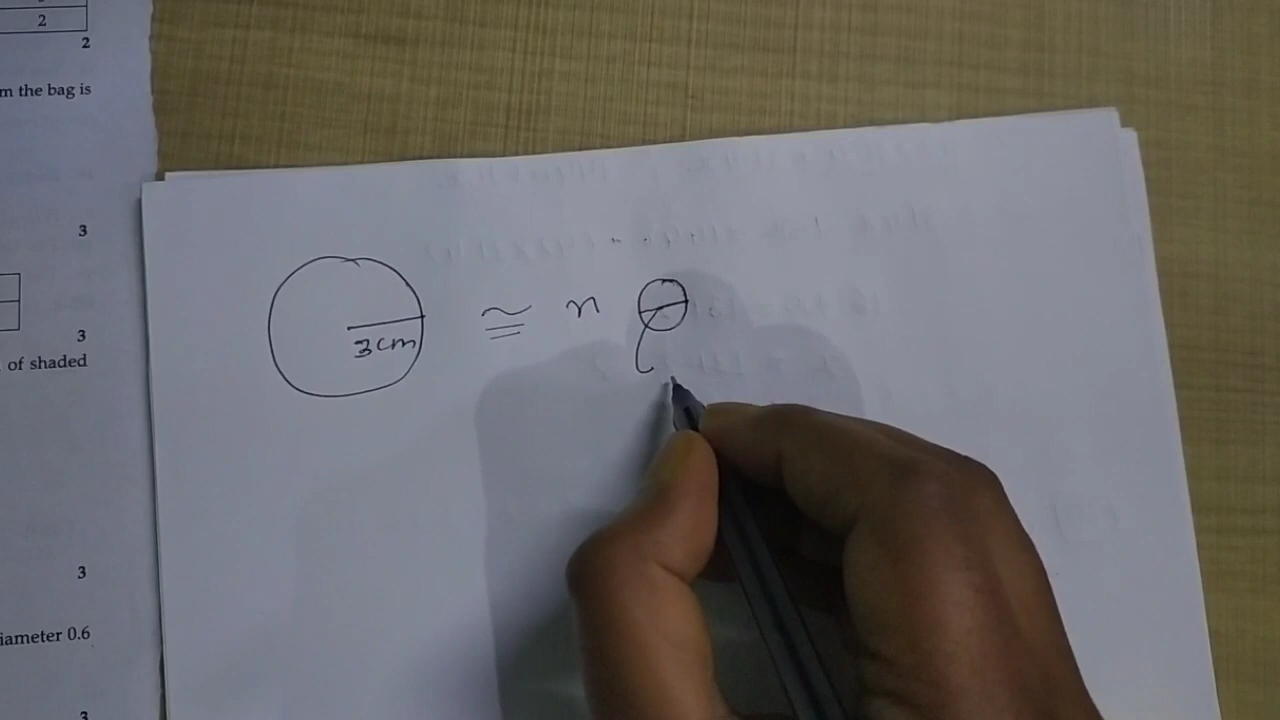 2
2
m the bag is
3
3
of shaded
3cm ≅ n
3
iameter 0.6
3